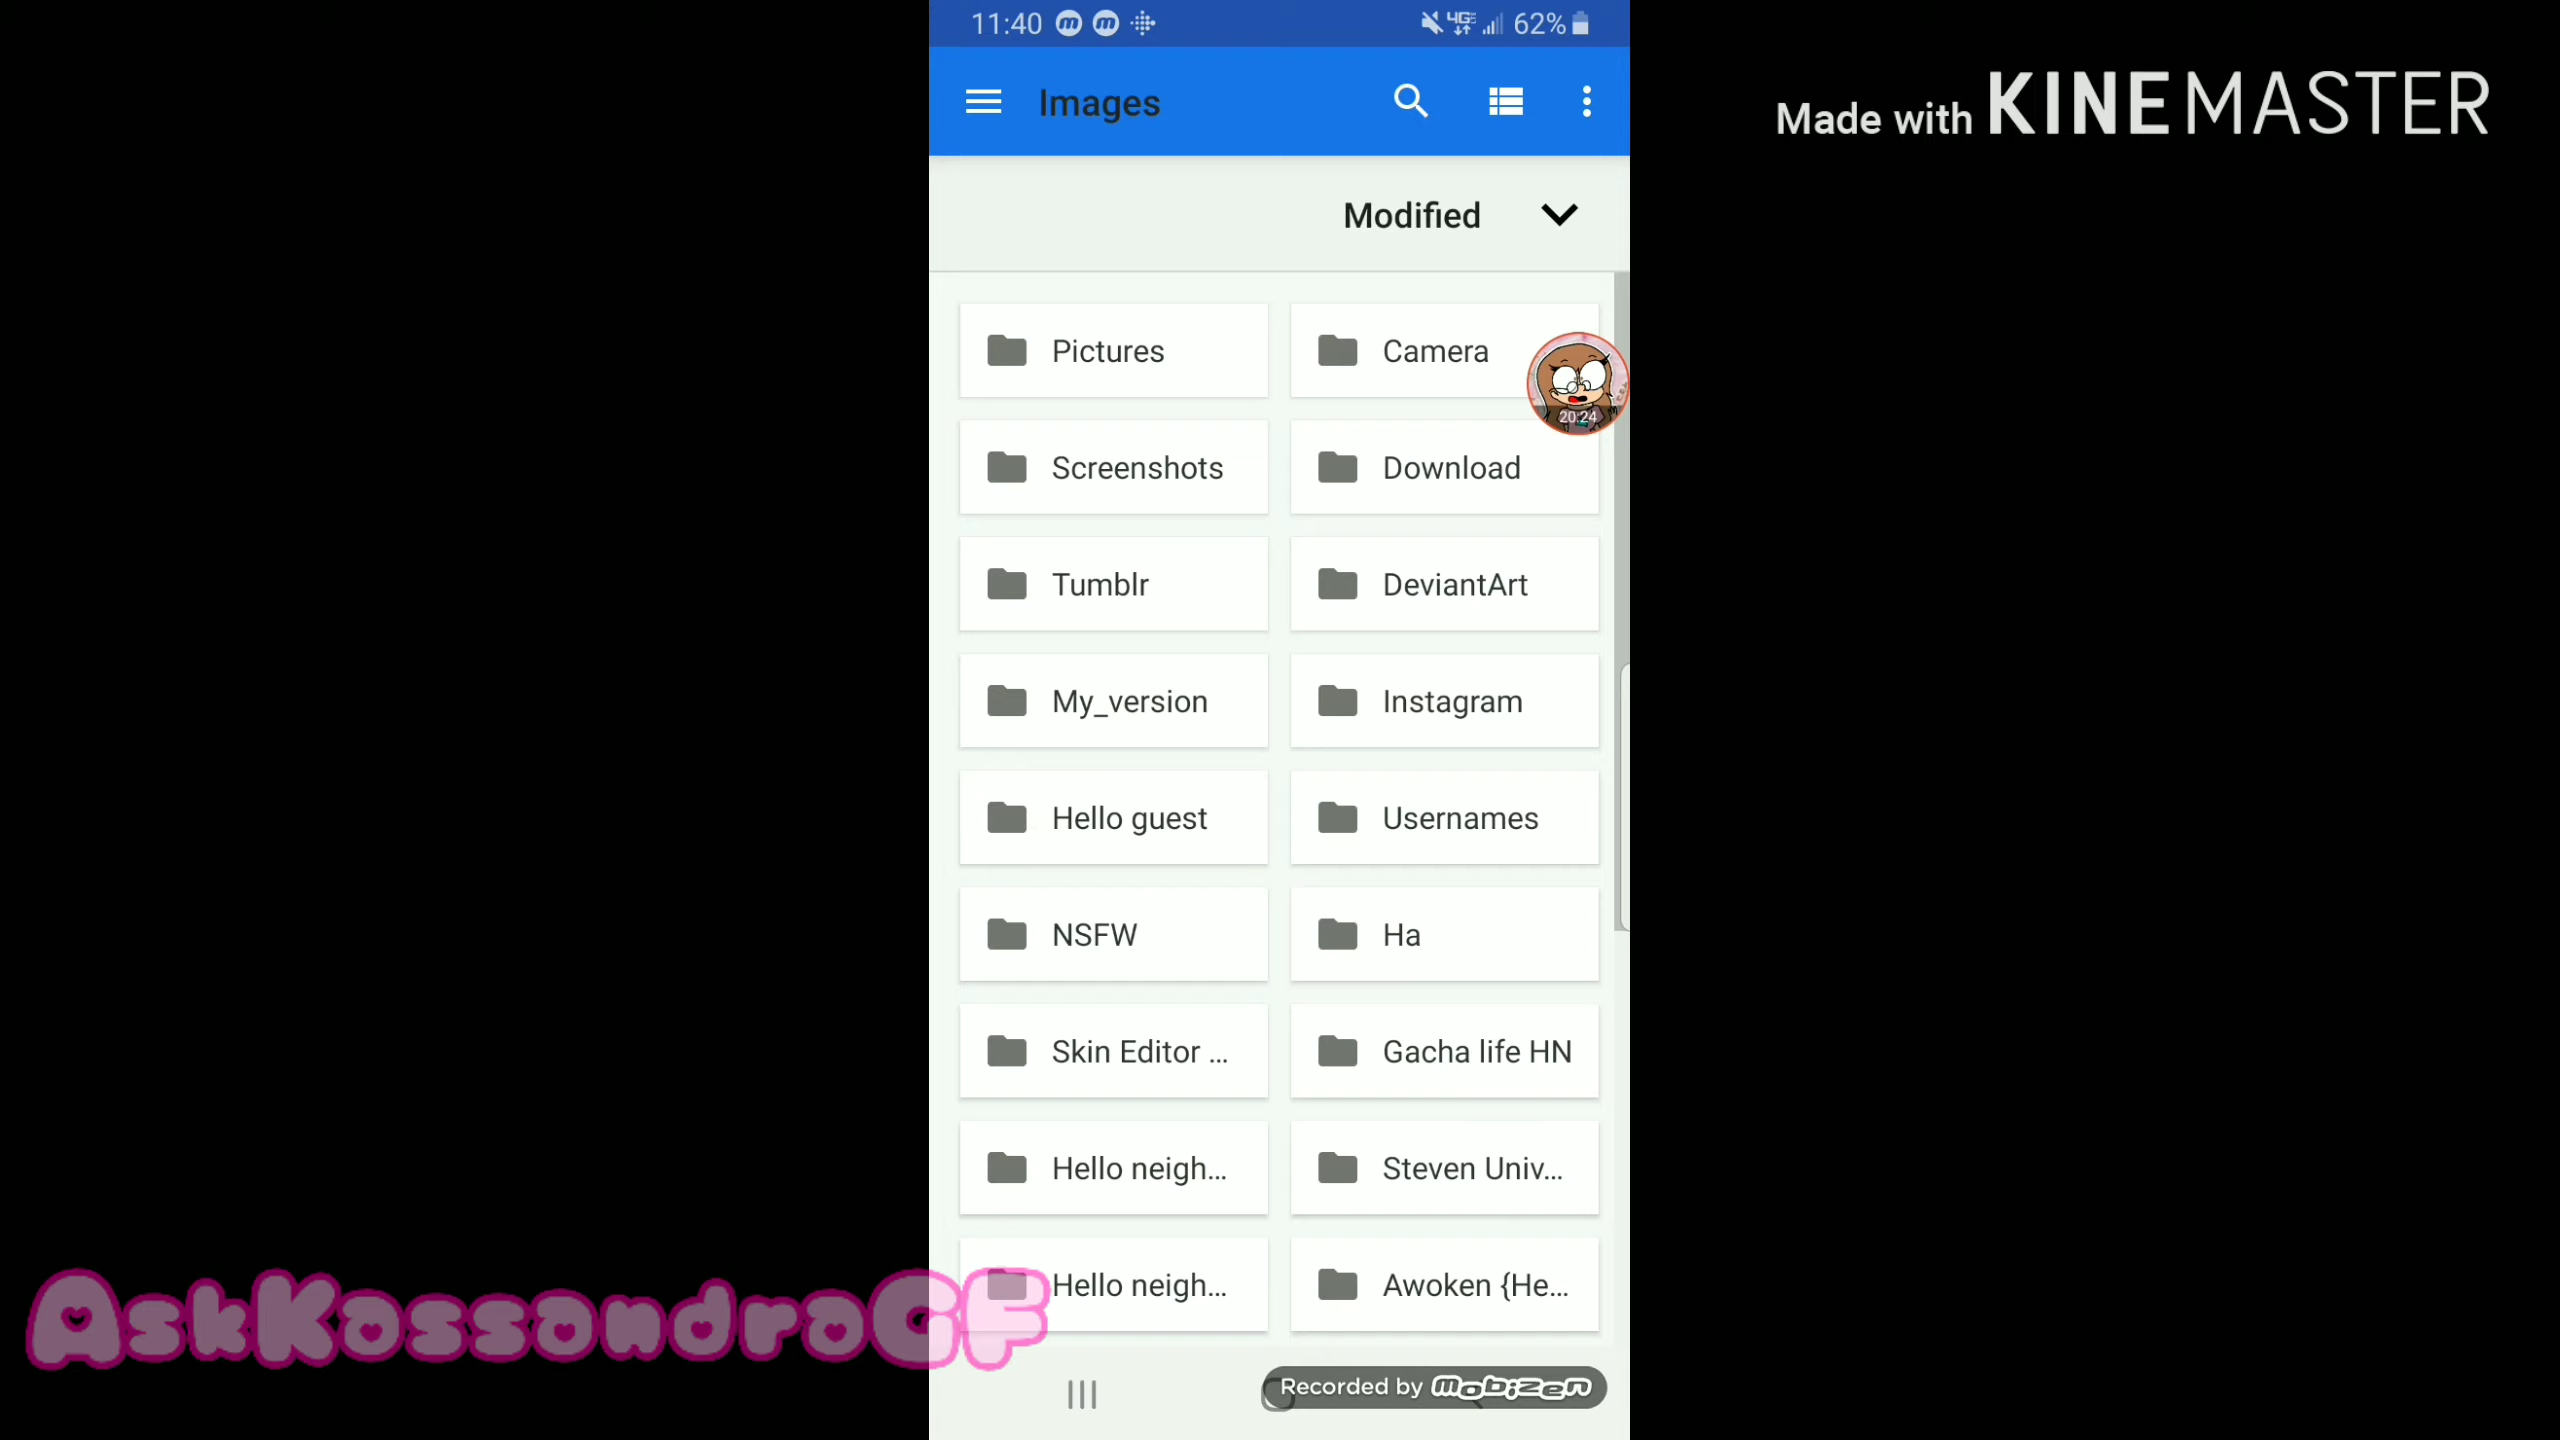 11:40 62%
Made with KINEMASTER
Images
Modified
Pictures Camera
20:24
Screenshots Download
Tumblr DeviantArt
My_version Instagram
Hello guest Usernames
NSFW Ha
Skin Editor ... Gacha life HN
Hello neigh... Steven Univ...
Hello neigh... Awoken {He...
AskKassandraGF
Recorded by mobizen